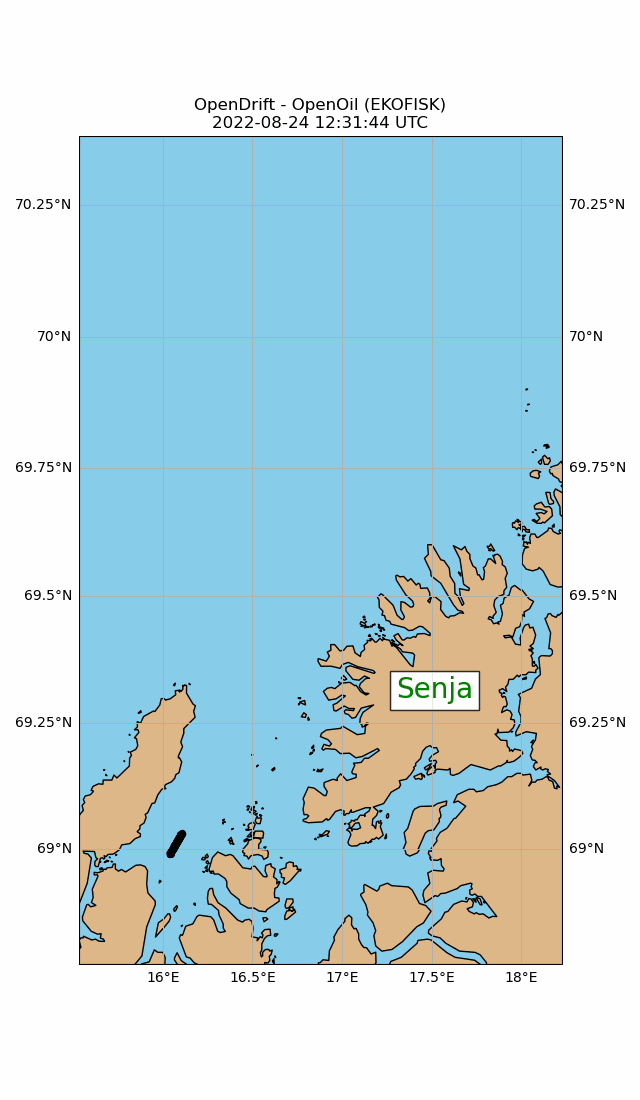 OpenDrift - OpenOil (EKOFISK)
2022-08-24 12:31:44 UTC
70.25°N 70.25°N
70°N 70°N
69.75°N 69.75°N
69.5°N 69.5°N
Senja
69.25°N 69.25°N
69°N 69°N
16°E 16.5°E 17°E 17.5°E 18°E